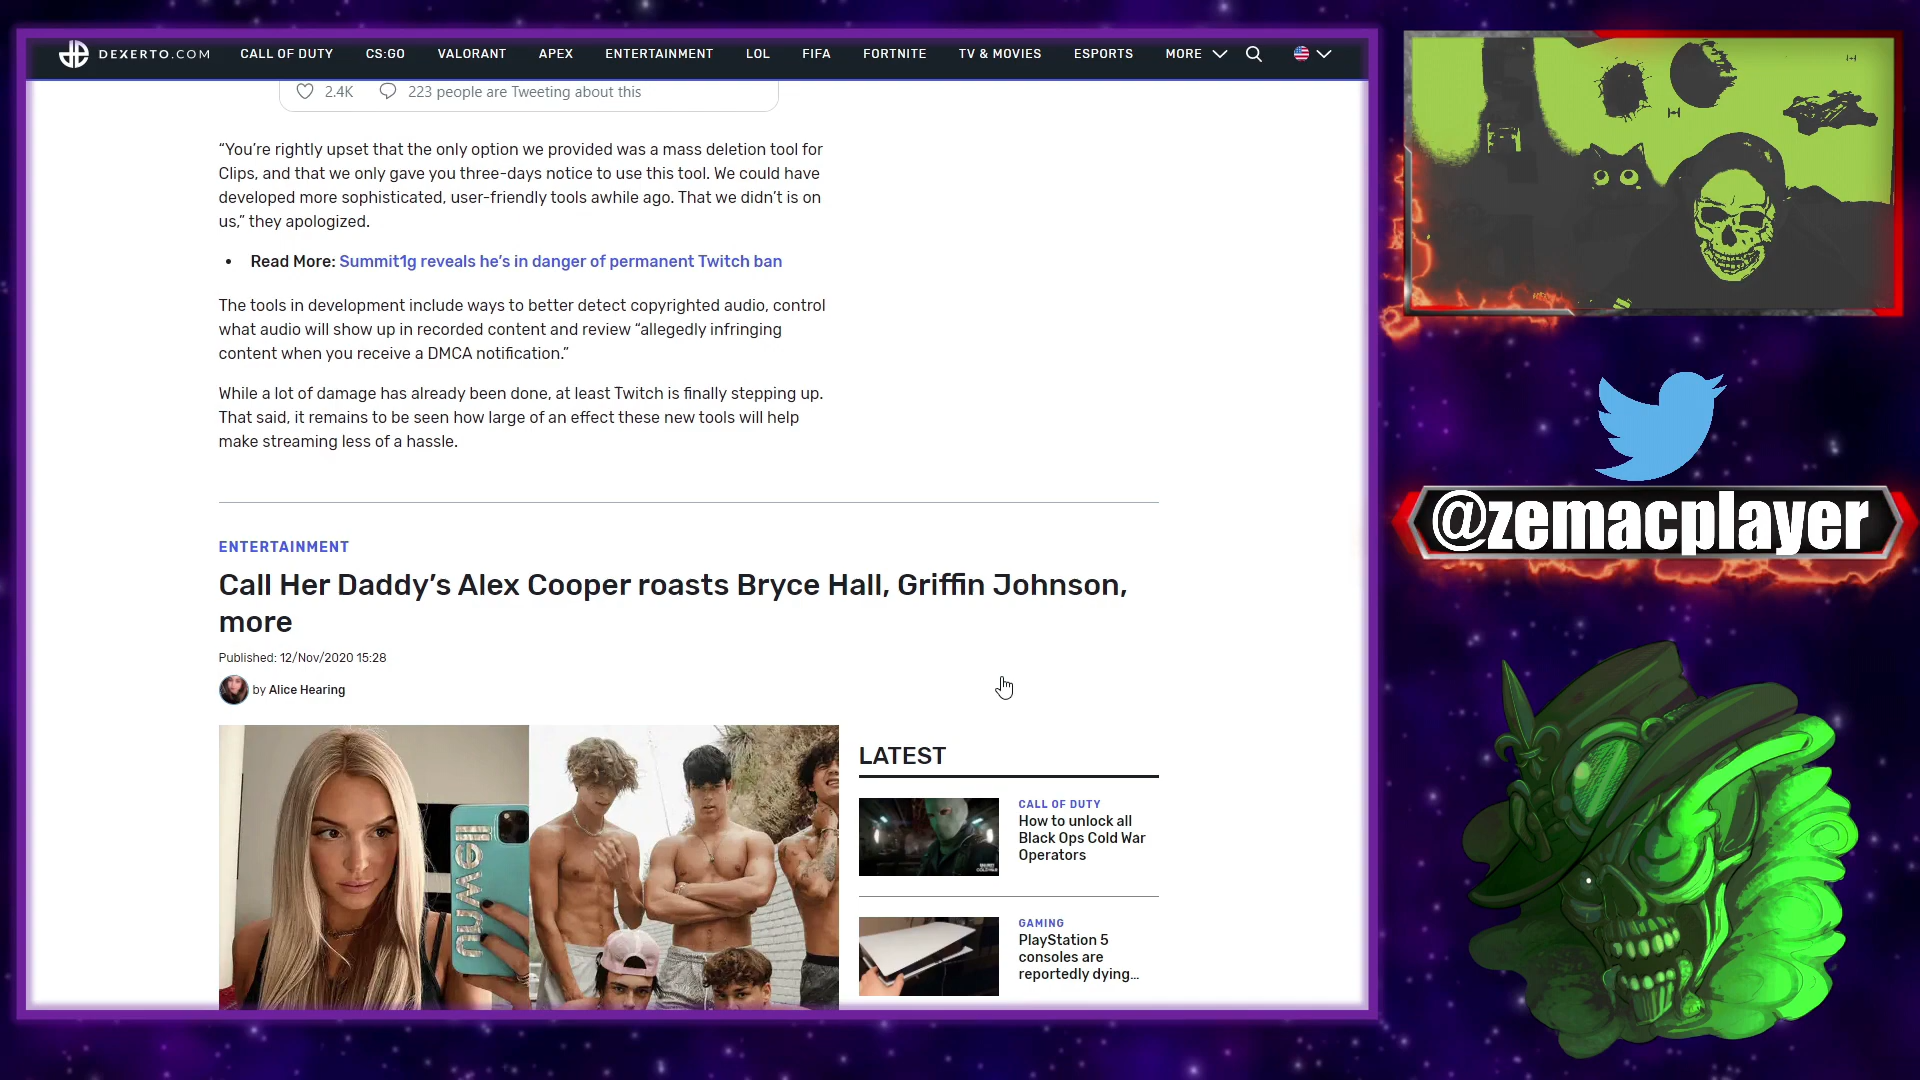 DEXERTO.COM CALL OF DUTY CS:GO VALORANT APEX ENTERTAINMENT LOL FIFA FORTNITE TV & MOVIES ESPORTS MORE
2.4K 223 people are Tweeting about this
“You’re rightly upset that the only option we provided was a mass deletion tool for
Clips, and that we only gave you three-days notice to use this tool. We could have
developed more sophisticated, user-friendly tools awhile ago. That we didn’t is on
us,” they apologized.
• Read More: Summit1g reveals he’s in danger of permanent Twitch ban
The tools in development include ways to better detect copyrighted audio, control
what audio will show up in recorded content and review “allegedly infringing
content when you receive a DMCA notification.”
While a lot of damage has already been done, at least Twitch is finally stepping up.
That said, it remains to be seen how large of an effect these new tools will help
make streaming less of a hassle.
ENTERTAINMENT
Call Her Daddy’s Alex Cooper roasts Bryce Hall, Griffin Johnson,
more
Published: 12/Nov/2020 15:28
by Alice Hearing
LATEST
CALL OF DUTY
How to unlock all
Black Ops Cold War
Operators
GAMING
PlayStation 5
consoles are
reportedly dying...
@zemacplayer